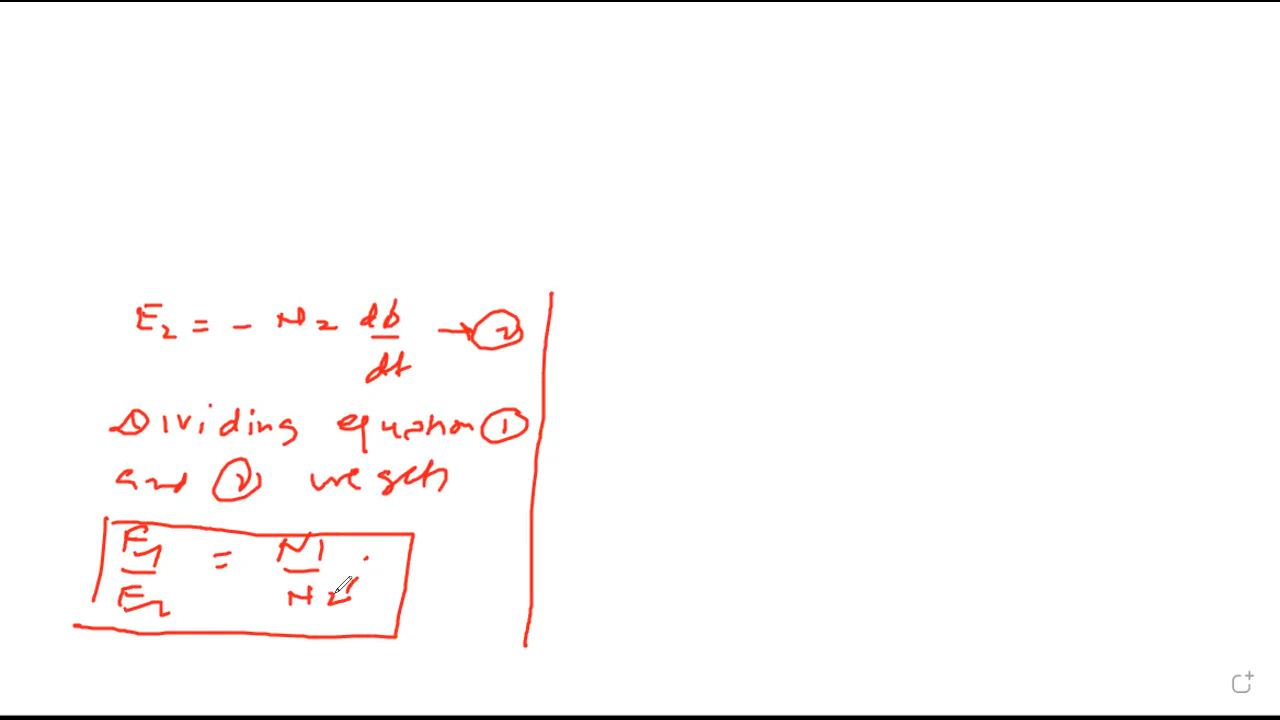 E₂ = - N₂ dϕ/dt → ②
Dividing equation ①
and ② we get
E₁/E₂ = N₁/N₂